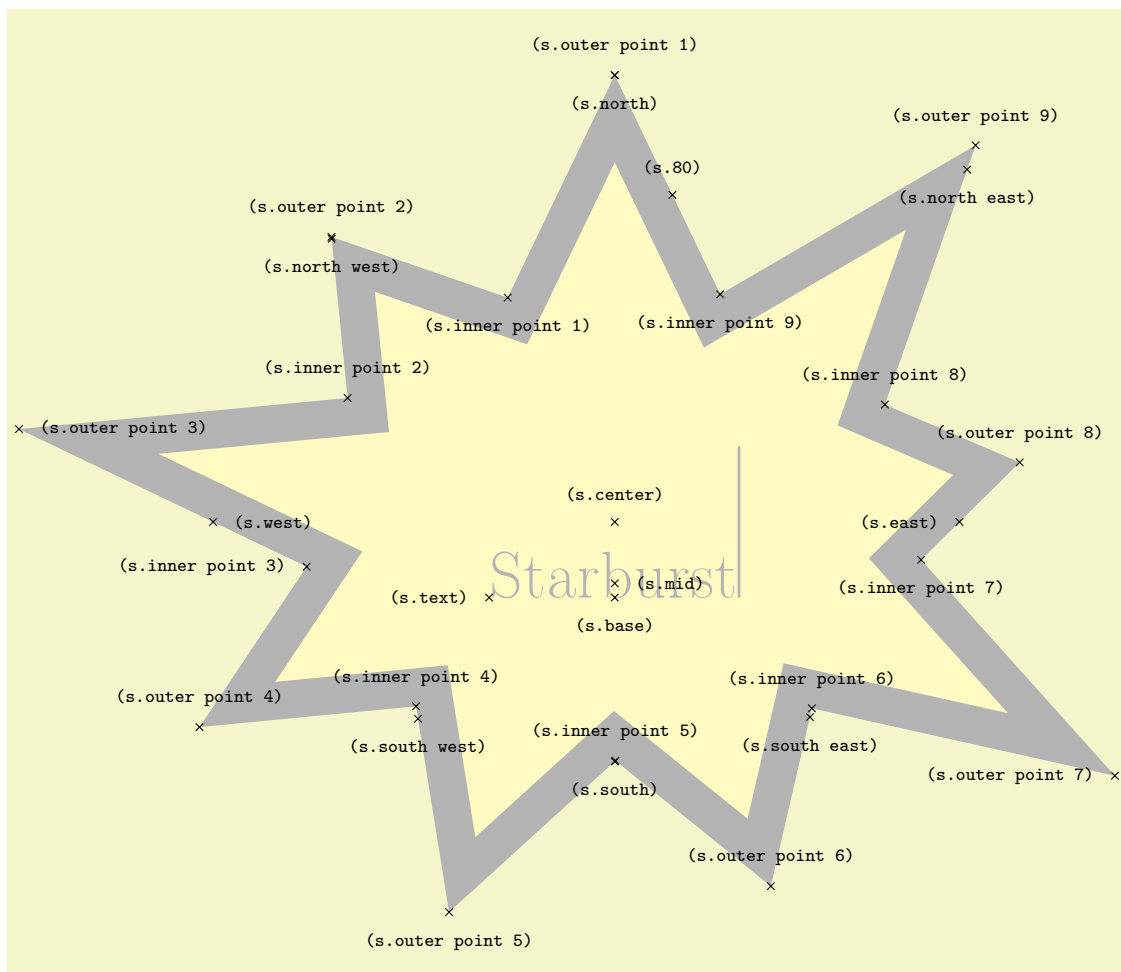 (s.outer point 1)
(s.north)
(s.outer point 9)
(s.80)
(s.north east)
(s.outer point 2)
(s.north west)
(s.inner point 1)
(s.inner point 9)
(s.inner point 2)
(s.inner point 8)
(s.outer point 3)
(s.outer point 8)
(s.center)
(s.west)
(s.east)
(s.inner point 3)
Starburst
(s.mid)
(s.inner point 7)
(s.text)
(s.base)
(s.inner point 4)
(s.inner point 6)
(s.outer point 4)
(s.inner point 5)
(s.south west)
(s.south east)
(s.outer point 7)
(s.south)
(s.outer point 6)
(s.outer point 5)